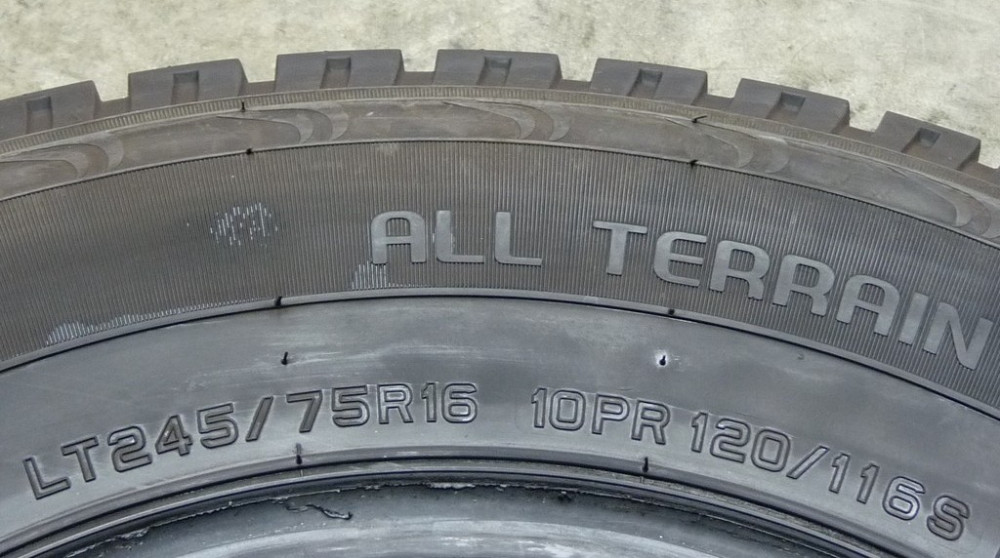 ALL TERRAIN
LT245/75R16 10PR 120/116S